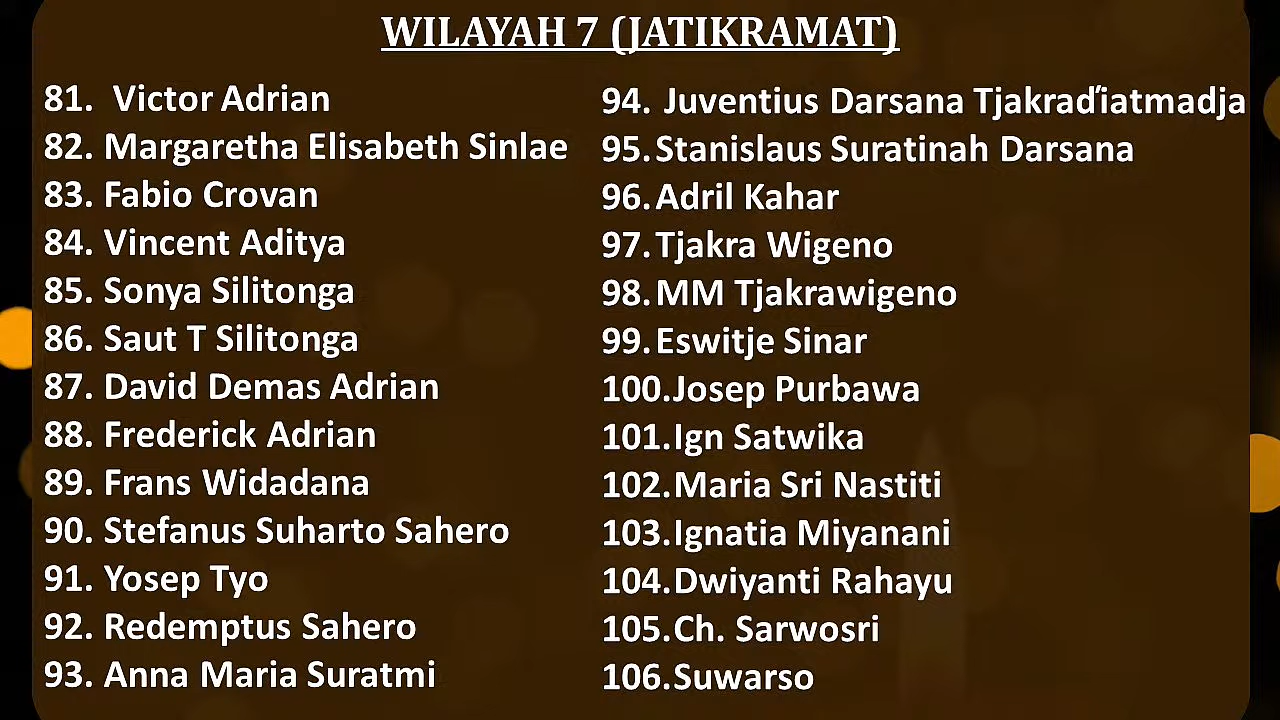 WILAYAH 7 (JATIKRAMAT)
81. Victor Adrian
82. Margaretha Elisabeth Sinlae
83. Fabio Crovan
84. Vincent Aditya
85. Sonya Silitonga
86. Saut T Silitonga
87. David Demas Adrian
88. Frederick Adrian
89. Frans Widadana
90. Stefanus Suharto Sahero
91. Yosep Tyo
92. Redemptus Sahero
93. Anna Maria Suratmi
94. Juventius Darsana Tjakraďiatmadja
95. Stanislaus Suratinah Darsana
96. Adril Kahar
97. Tjakra Wigeno
98. MM Tjakrawigeno
99. Eswitje Sinar
100. Josep Purbawa
101. Ign Satwika
102. Maria Sri Nastiti
103. Ignatia Miyanani
104. Dwiyanti Rahayu
105. Ch. Sarwosri
106. Suwarso